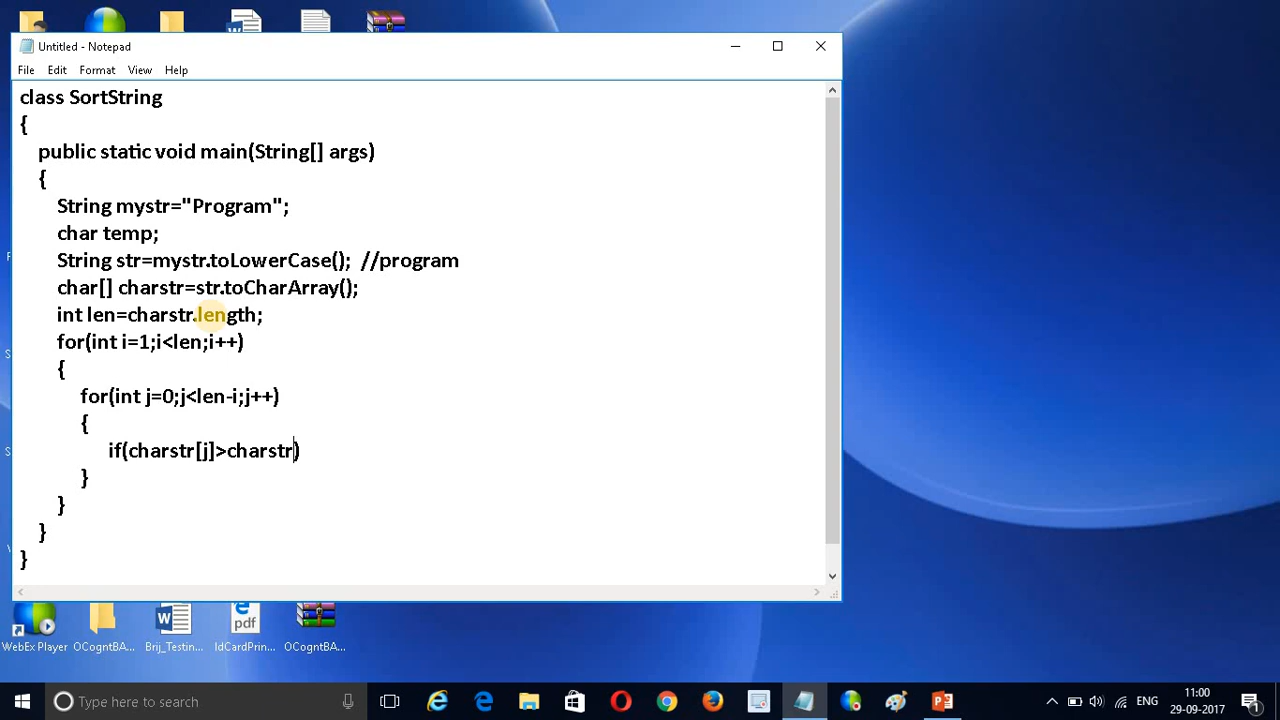 Untitled - Notepad
File Edit Format View Help
class SortString
{
public static void main(String[] args)
{
String mystr="Program";
char temp;
String str=mystr.toLowerCase(); //program
char[] charstr=str.toCharArray();
int len=charstr.length;
for(int i=1;i<len;i++)
{
for(int j=0;j<len-i;j++)
{
if(charstr[j]>charstr)
}
}
}
}
pdf
WebEx Player OCogntBA... Brij_Testin... IdCardPrin... OCogntBA...
Type here to search
ENG
11:00
29-09-2017